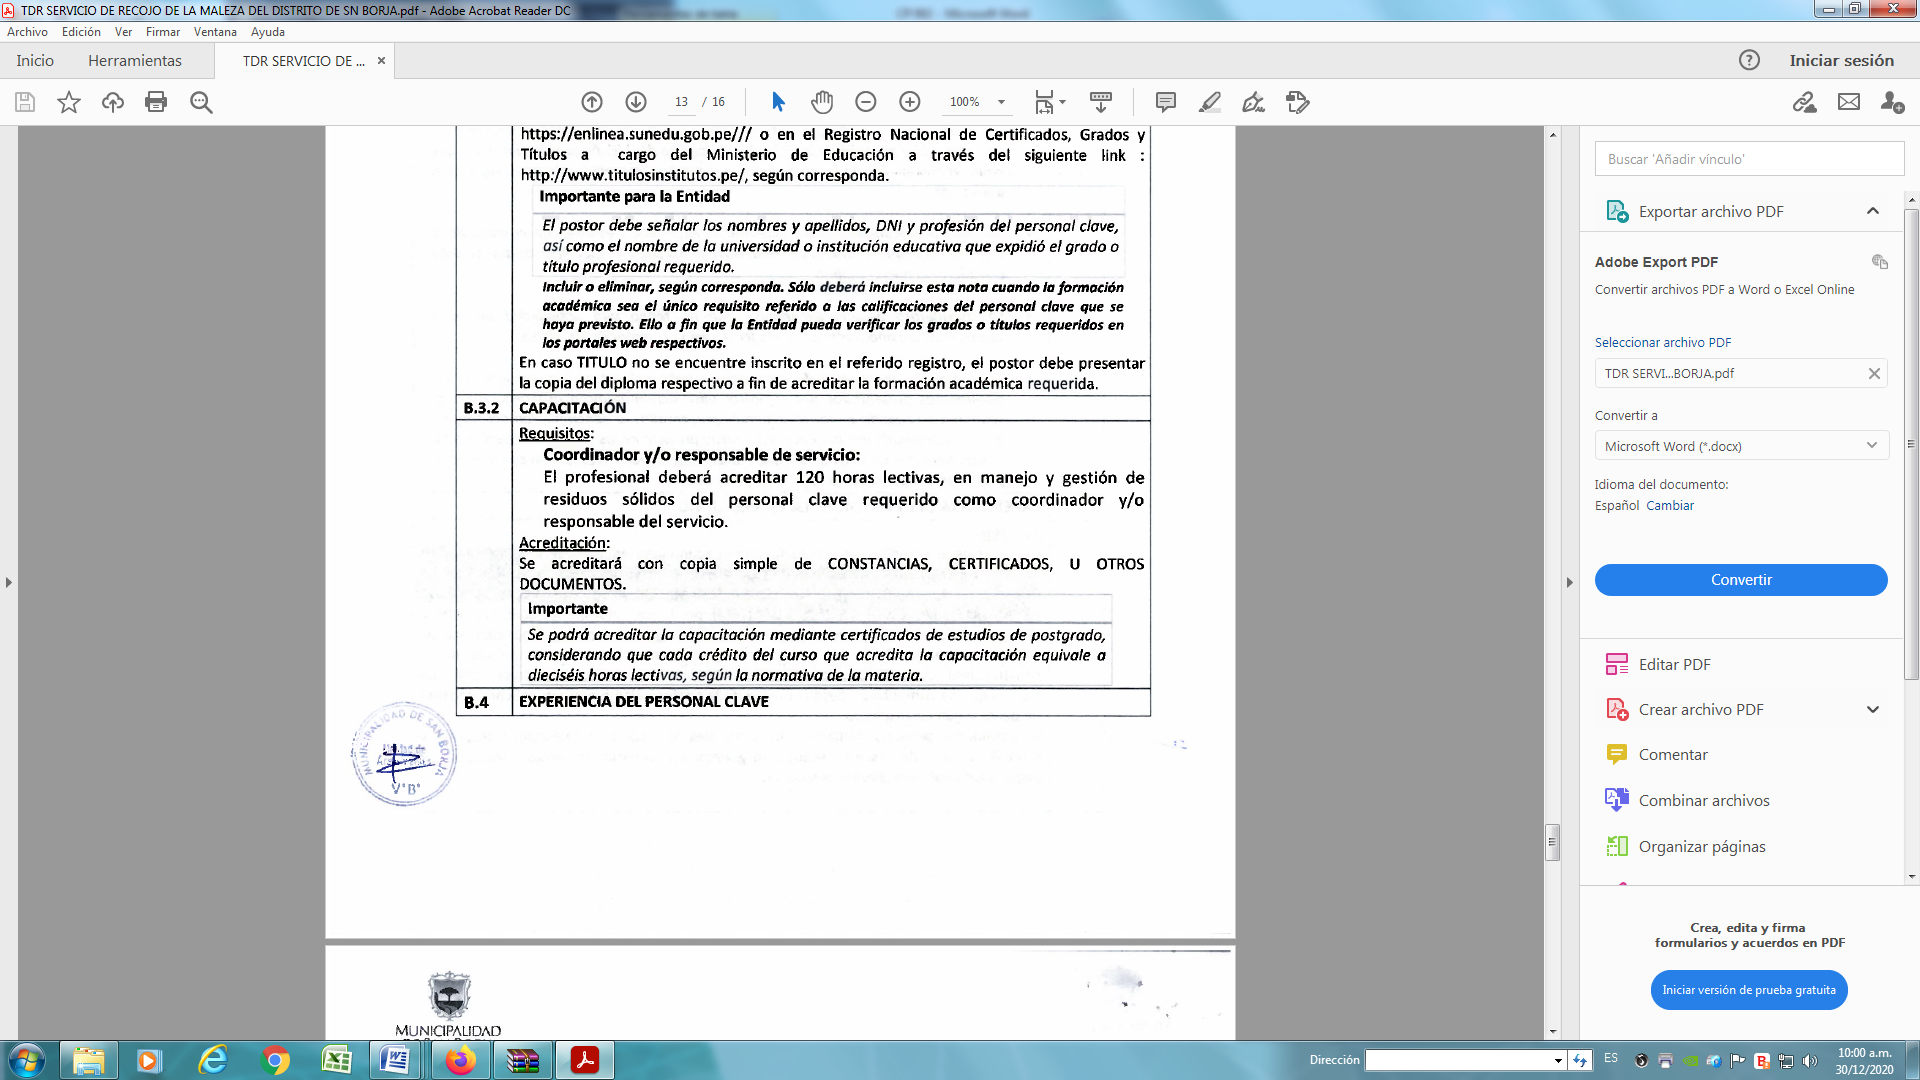 TDR SERVICIO DE RECOJO DE LA MALEZA DEL DISTRITO DE SN BORJA.pdf - Adobe Acrobat Reader DC
Archivo Edición Ver Firmar Ventana Ayuda
Inicio Herramientas TDR SERVICIO DE ... × Iniciar sesión
13 / 16 100%
https://enlinea.sunedu.gob.pe/// o en el Registro Nacional de Certificados, Grados y
Títulos a cargo del Ministerio de Educación a través del siguiente link :
http://www.titulosinstitutos.pe/, según corresponda.
Importante para la Entidad
El postor debe señalar los nombres y apellidos, DNI y profesión del personal clave,
así como el nombre de la universidad o institución educativa que expidió el grado o
título profesional requerido.
Incluir o eliminar, según corresponda. Sólo deberá incluirse esta nota cuando la formación
académica sea el único requisito referido a las calificaciones del personal clave que se
haya previsto. Ello a fin que la Entidad pueda verificar los grados o títulos requeridos en
los portales web respectivos.
En caso TITULO no se encuentre inscrito en el referido registro, el postor debe presentar
la copia del diploma respectivo a fin de acreditar la formación académica requerida.
B.3.2 CAPACITACIÓN
Requisitos:
Coordinador y/o responsable de servicio:
El profesional deberá acreditar 120 horas lectivas, en manejo y gestión de
residuos sólidos del personal clave requerido como coordinador y/o
responsable del servicio.
Acreditación:
Se acreditará con copia simple de CONSTANCIAS, CERTIFICADOS, U OTROS
DOCUMENTOS.
Importante
Se podrá acreditar la capacitación mediante certificados de estudios de postgrado,
considerando que cada crédito del curso que acredita la capacitación equivale a
dieciséis horas lectivas, según la normativa de la materia.
B.4 EXPERIENCIA DEL PERSONAL CLAVE
MUNICIPALIDAD DE SAN BORJA
V°B°
MUNICIPALIDAD
Buscar 'Añadir vínculo'
Exportar archivo PDF
Adobe Export PDF
Convertir archivos PDF a Word o Excel Online
Seleccionar archivo PDF
TDR SERVI...BORJA.pdf
Convertir a
Microsoft Word (*.docx)
Idioma del documento:
Español Cambiar
Convertir
Editar PDF
Crear archivo PDF
Comentar
Combinar archivos
Organizar páginas
Crea, edita y firma
formularios y acuerdos en PDF
Iniciar versión de prueba gratuita
Dirección ES 10:00 a.m.
30/12/2020